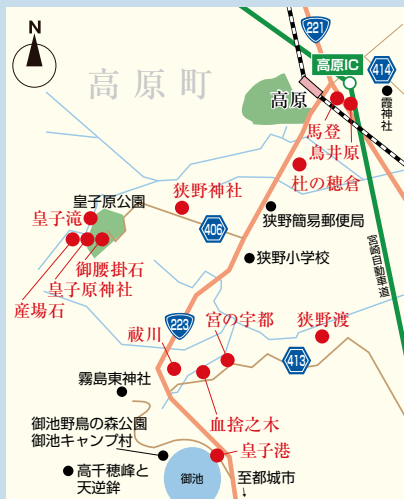 N
221
高原IC
414
高原町
高原
霞神社
馬登
鳥井原
杜の穂倉
狭野神社
皇子原公園
406
狭野簡易郵便局
皇子滝
狭野小学校
宮崎自動車道
御腰掛石
皇子原神社
産場石
223
宮の宇都
狭野渡
祓川
413
霧島東神社
血捨之木
御池野鳥の森公園
御池キャンプ村
皇子港
高千穂峰と
天逆鉾
御池
至都城市